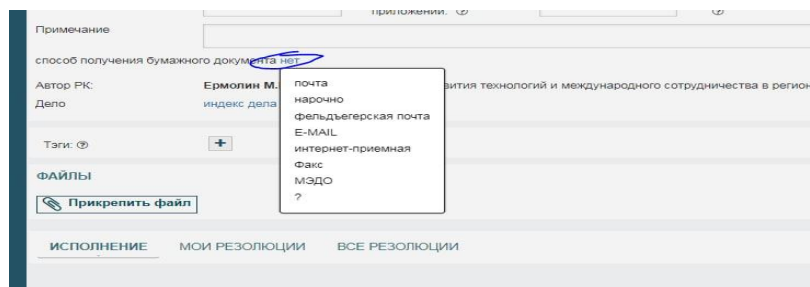 приложений:
Примечание
способ получения бумажного документа нет
Автор РК: Ермолин М. вития технологий и международного сотрудничества в регион
Дело индекс дела
почта
нарочно
фельдъегерская почта
E-MAIL
интернет-приемная
Факс
МЭДО
?
Тэги: ?
+
ФАЙЛЫ
Прикрепить файл
ИСПОЛНЕНИЕ МОИ РЕЗОЛЮЦИИ ВСЕ РЕЗОЛЮЦИИ